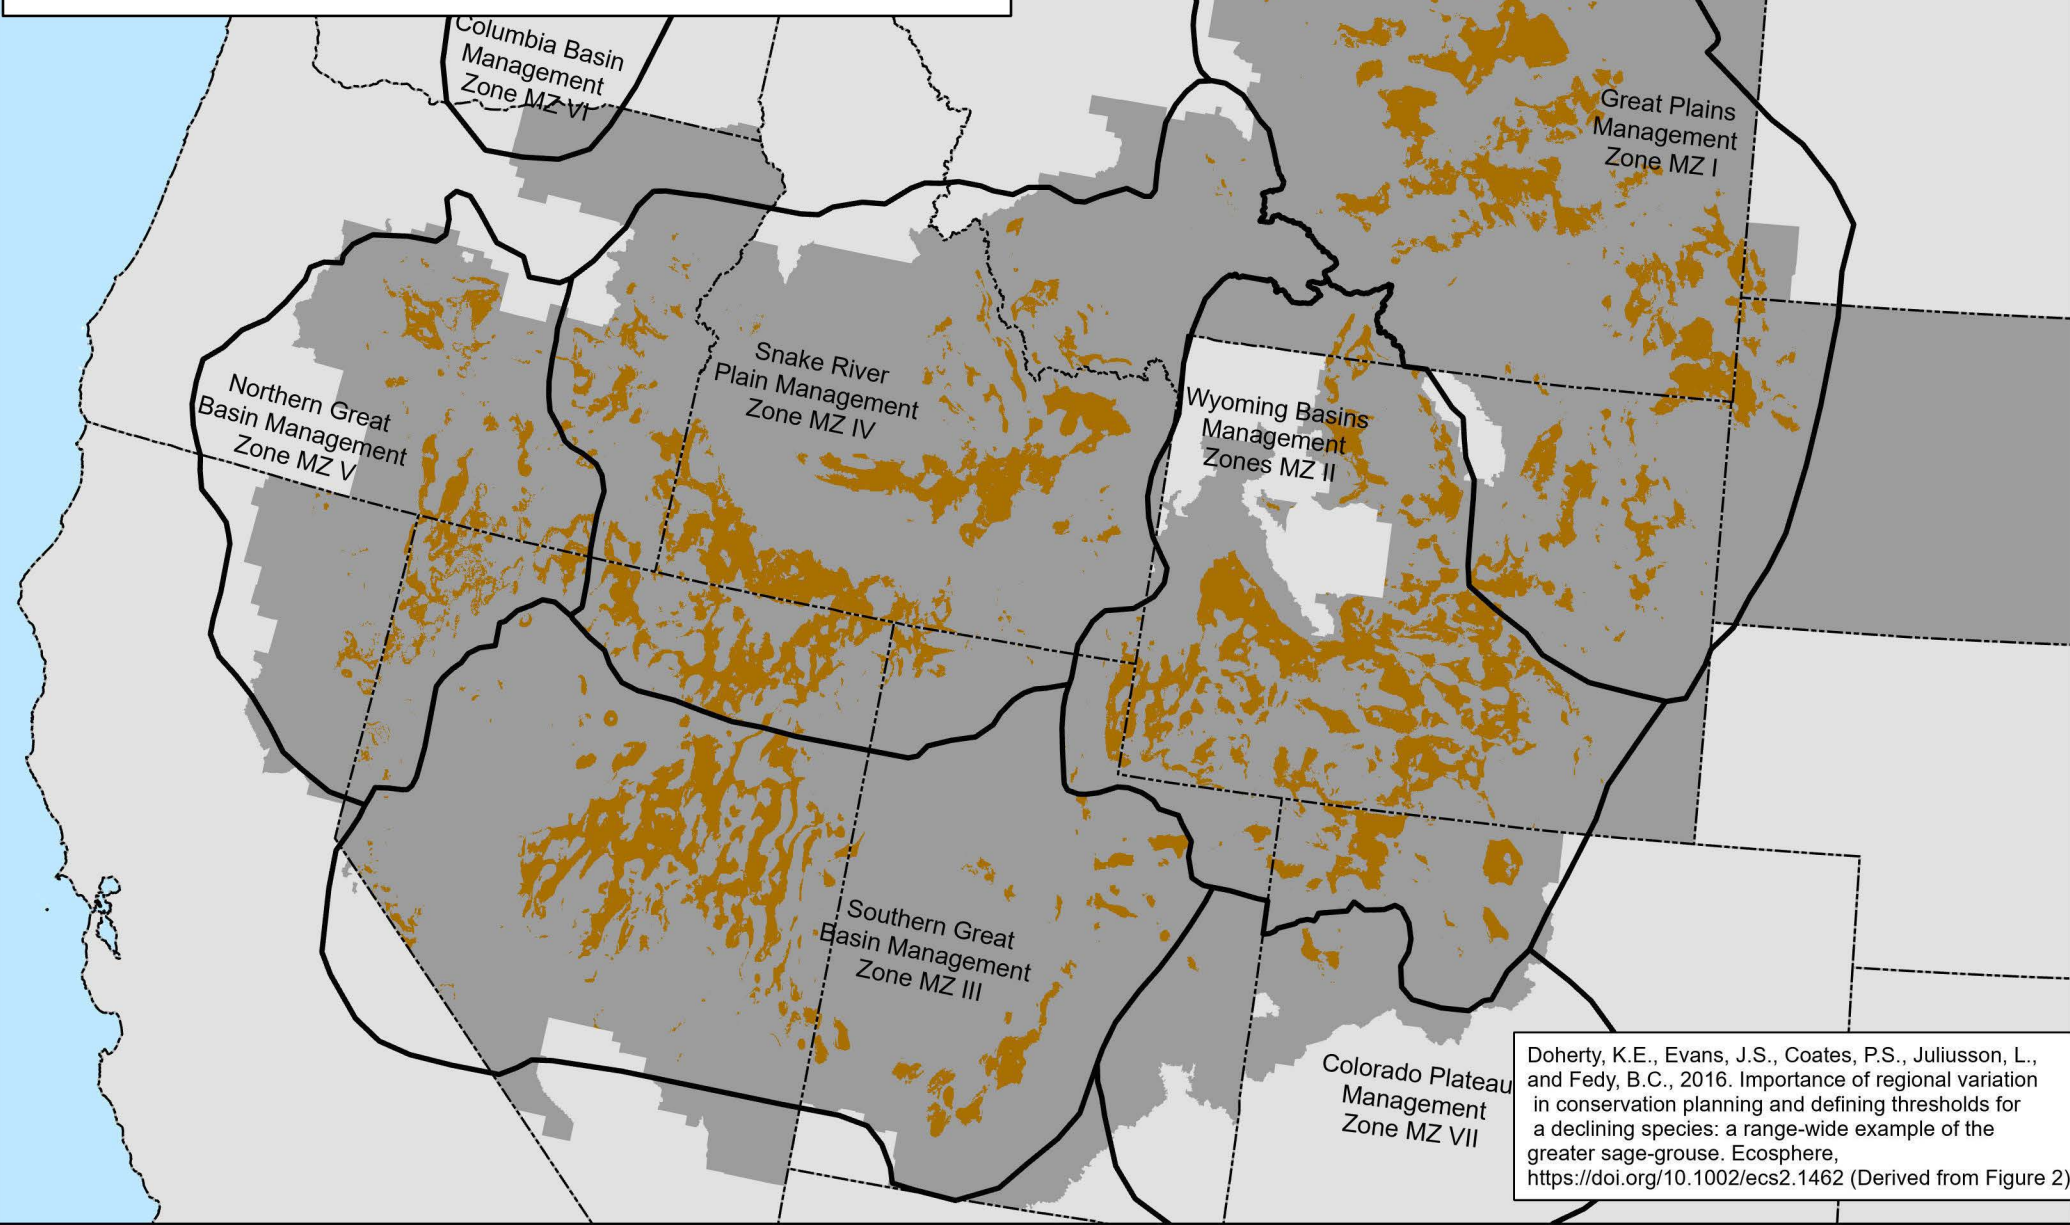 Columbia Basin
Management
Zone MZ VI
Great Plains
Management
Zone MZ I
Snake River
Plain Management
Zone MZ IV
Northern Great
Basin Management
Zone MZ V
Wyoming Basins
Management
Zones MZ II
Southern Great
Basin Management
Zone MZ III
Colorado Plateau
Management
Zone MZ VII
Doherty, K.E., Evans, J.S., Coates, P.S., Juliusson, L.,
and Fedy, B.C., 2016. Importance of regional variation
in conservation planning and defining thresholds for
a declining species: a range-wide example of the
greater sage-grouse. Ecosphere,
https://doi.org/10.1002/ecs2.1462 (Derived from Figure 2)